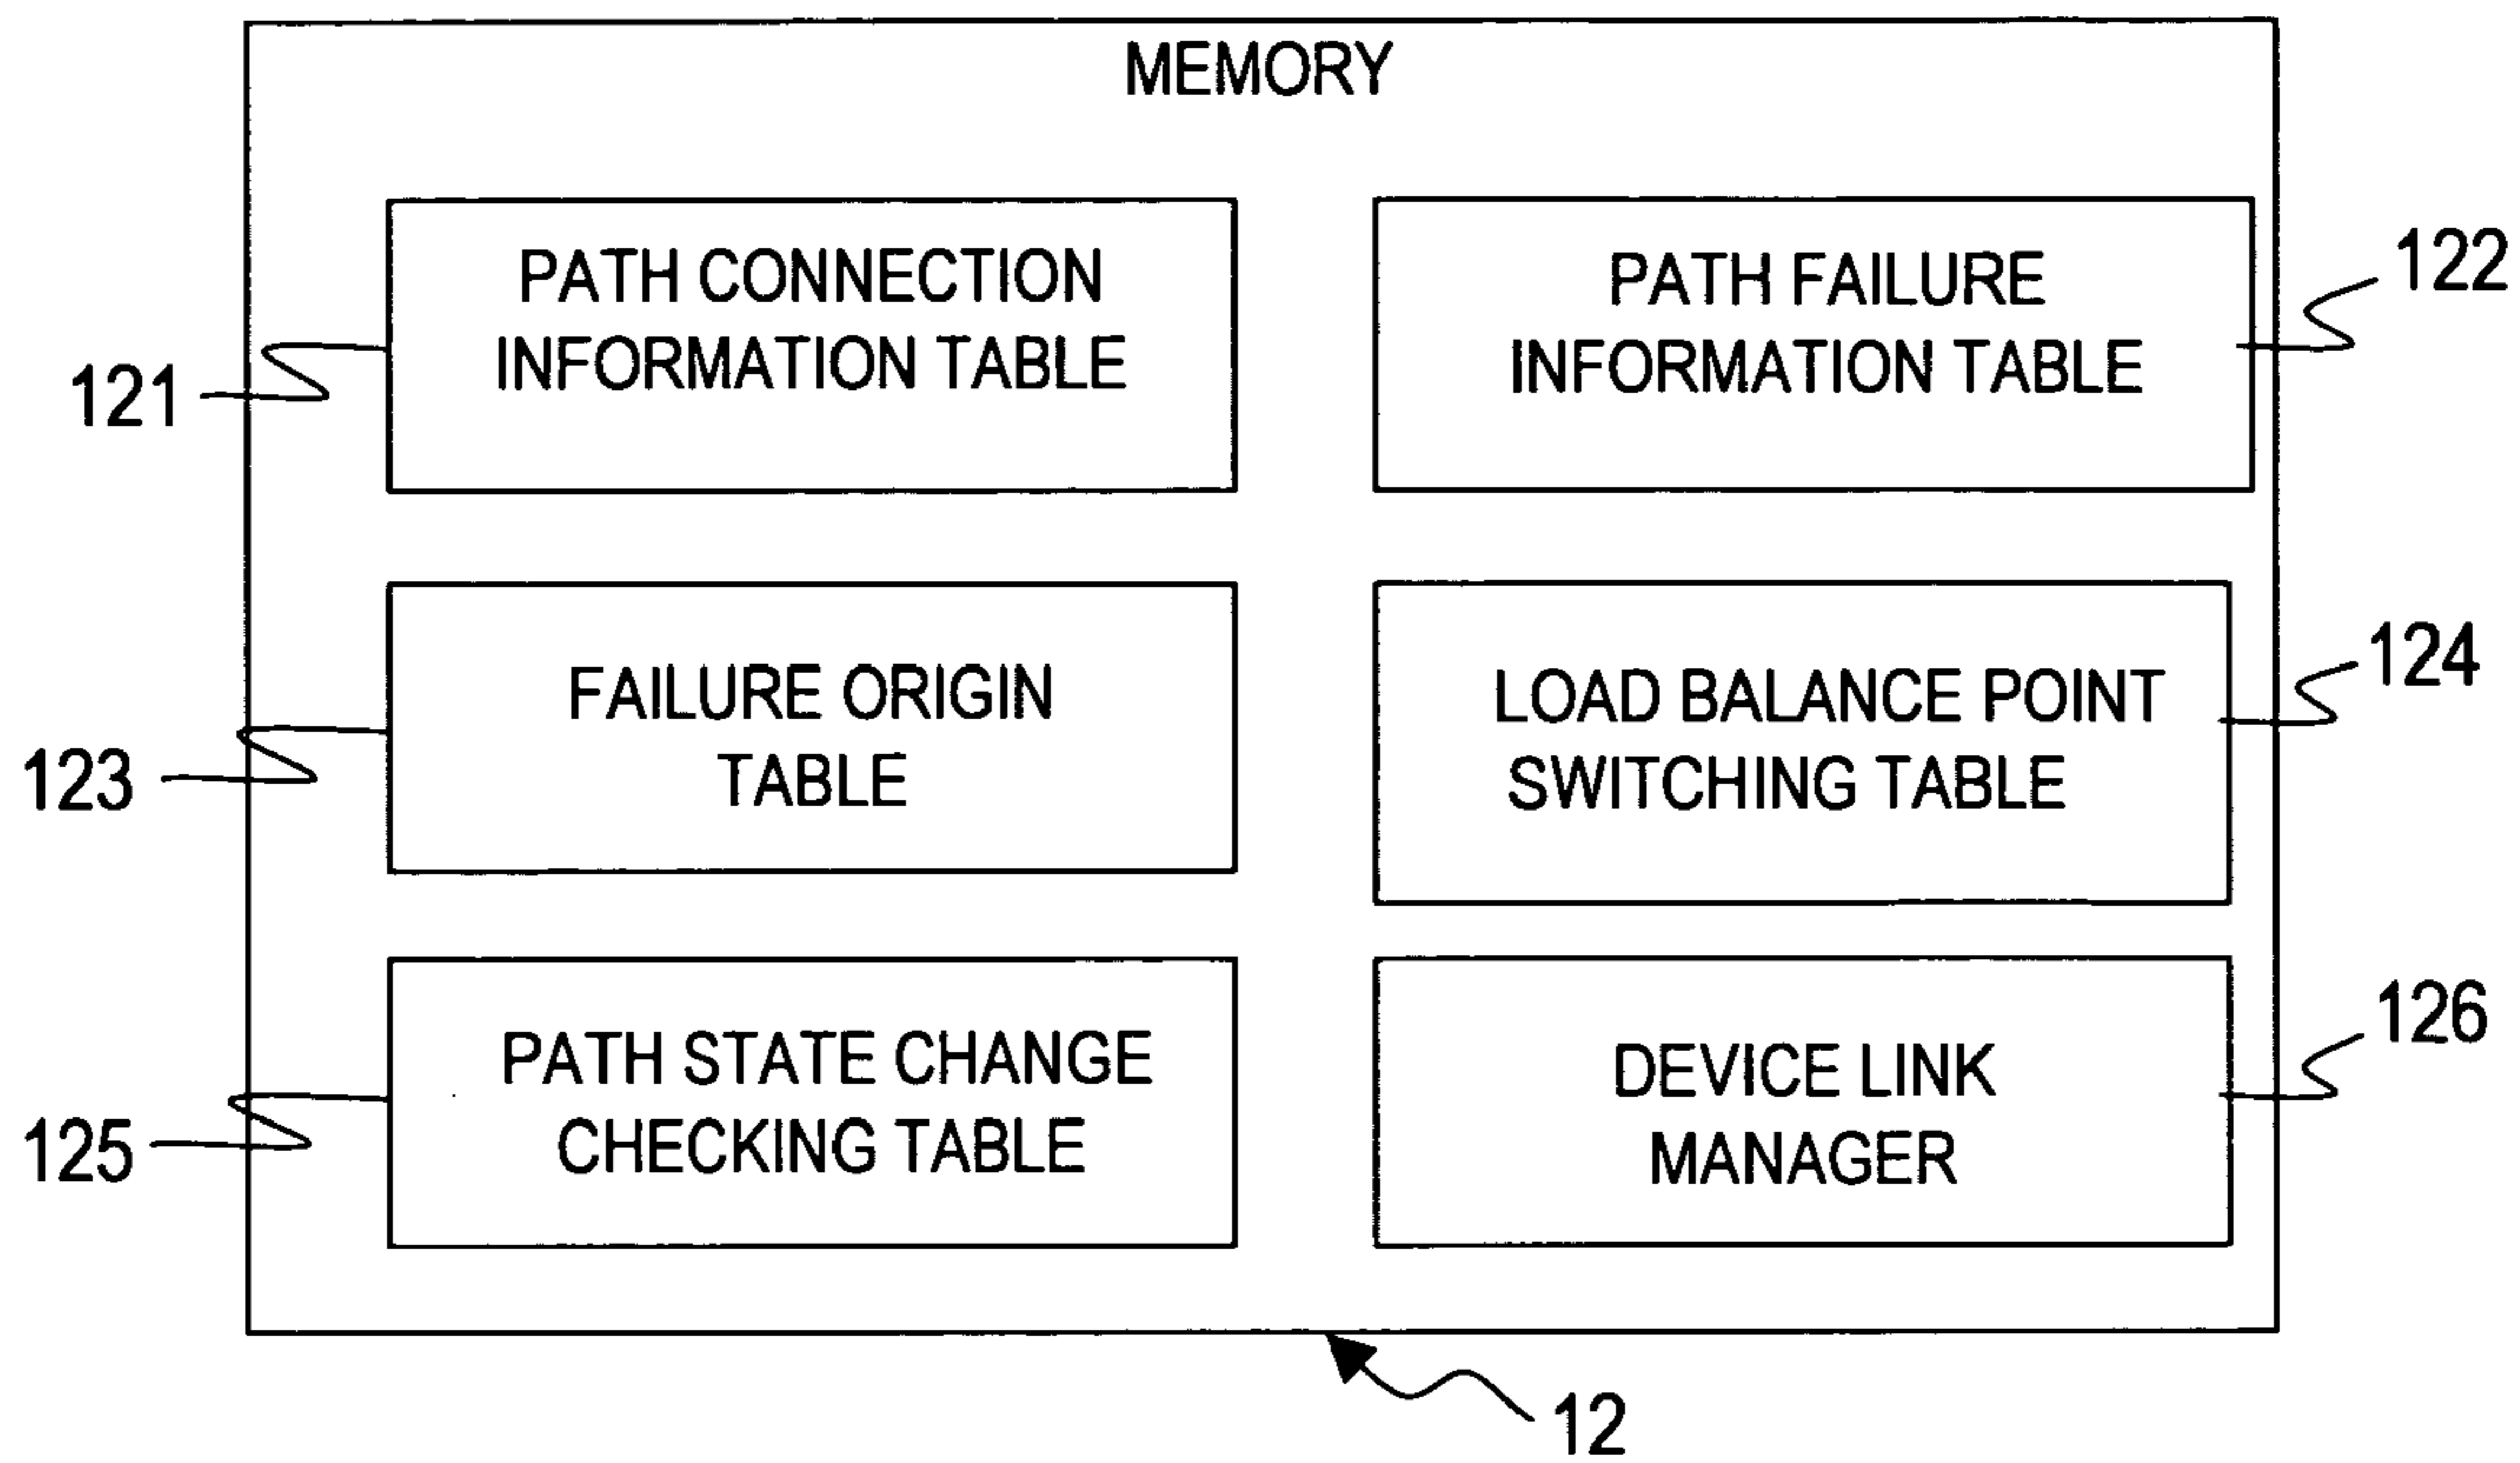 MEMORY
PATH CONNECTION
INFORMATION TABLE
121
PATH FAILURE
INFORMATION TABLE
122
FAILURE ORIGIN
TABLE
123
LOAD BALANCE POINT
SWITCHING TABLE
124
PATH STATE CHANGE
CHECKING TABLE
125
DEVICE LINK
MANAGER
126
12